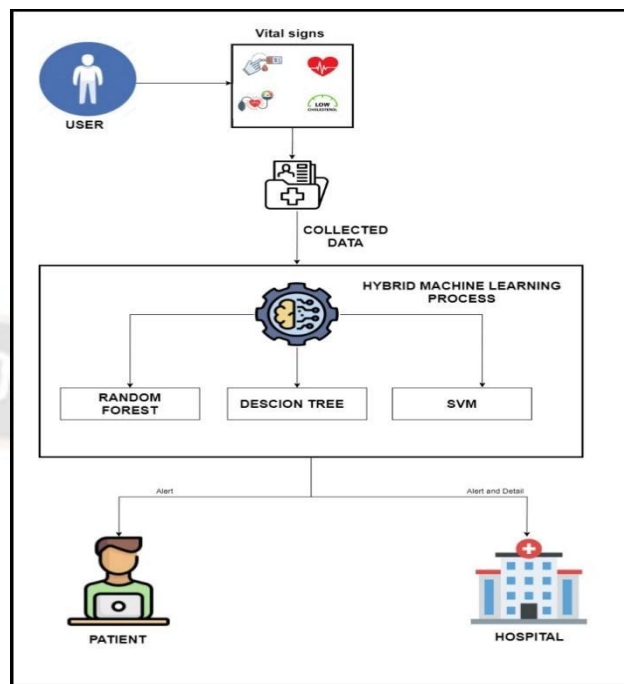 Vital signs
LOW
CHOLESTEROL
USER
COLLECTED
DATA
HYBRID MACHINE LEARNING
PROCESS
RANDOM
FOREST
DESCION TREE
SVM
Alert
Alert and Detail
PATIENT
HOSPITAL